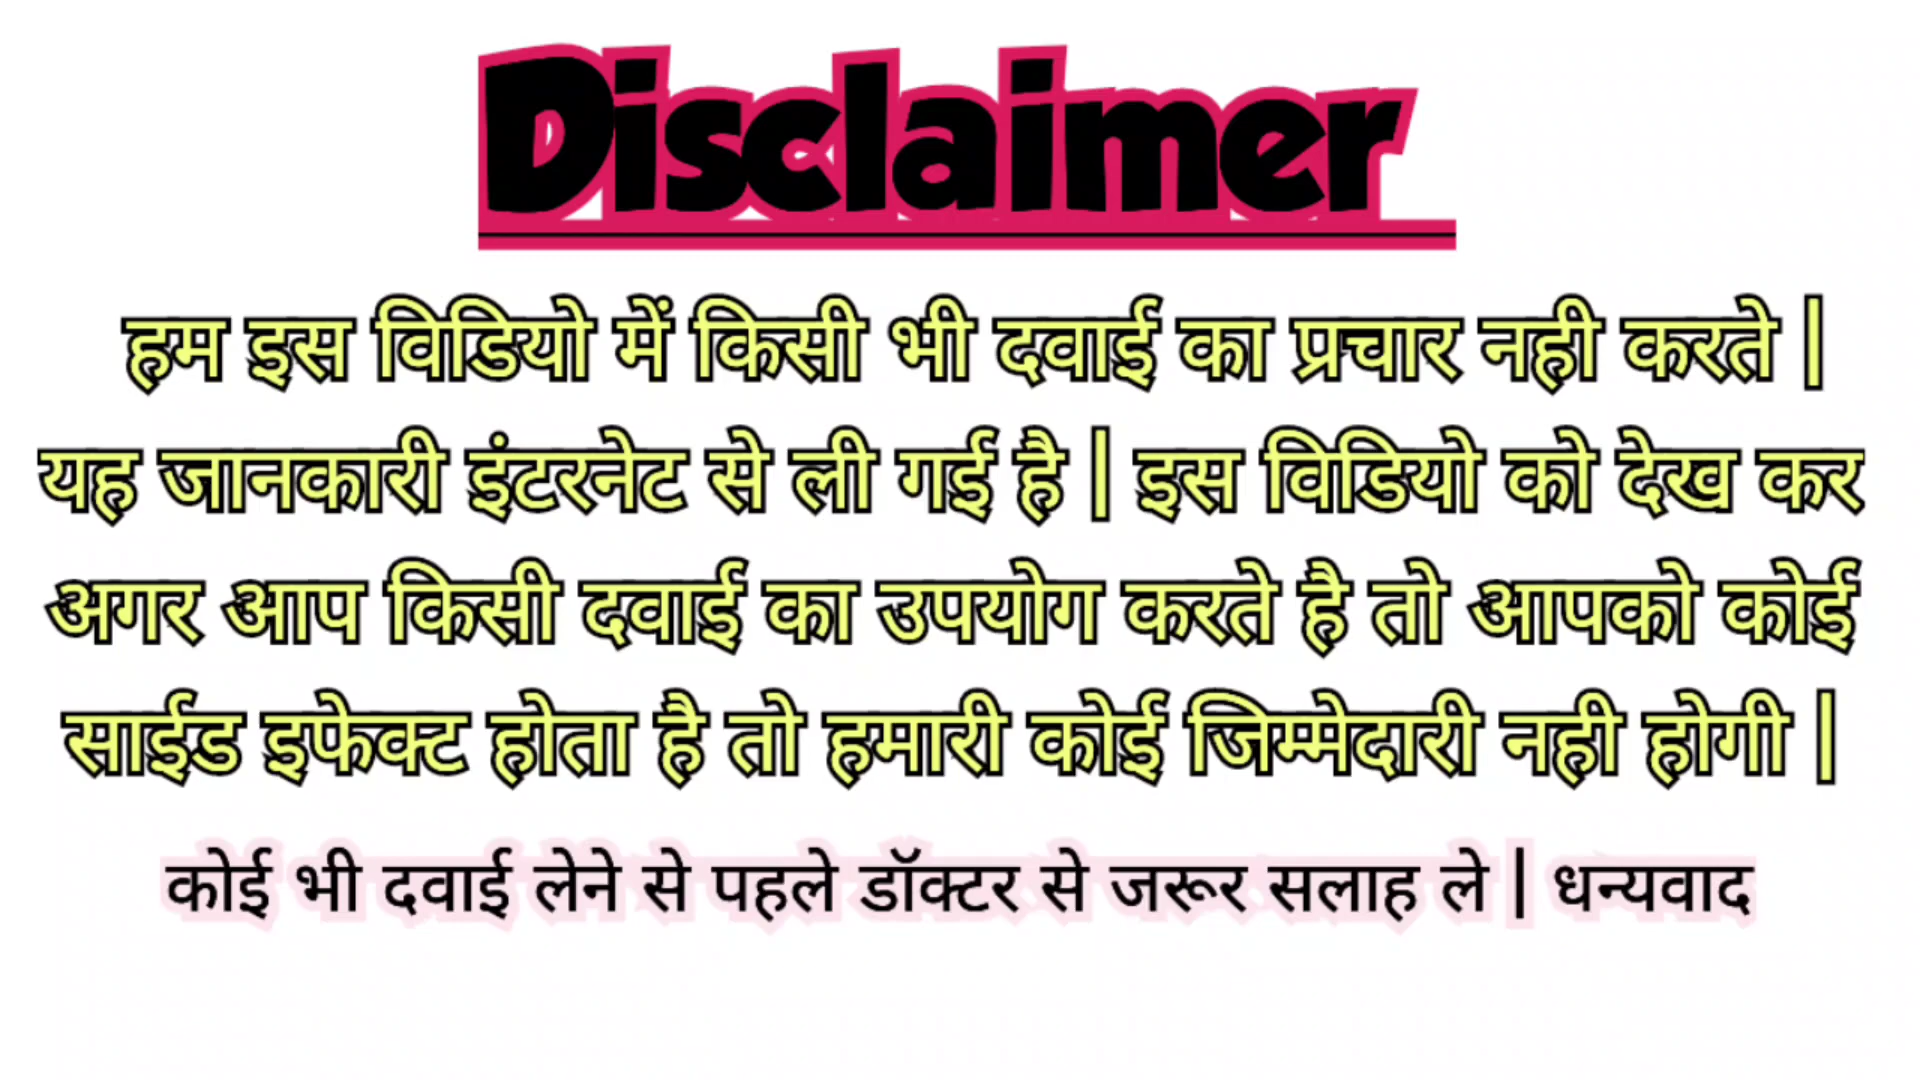 Disclaimer
हम इस विडियो में किसी भी दवाई का प्रचार नही करते |
यह जानकारी इंटरनेट से ली गई है | इस विडियो को देख कर
अगर आप किसी दवाई का उपयोग करते है तो आपको कोई
साईड इफेक्ट होता है तो हमारी कोई जिम्मेदारी नही होगी |
कोई भी दवाई लेने से पहले डॉक्टर से जरूर सलाह ले | धन्यवाद